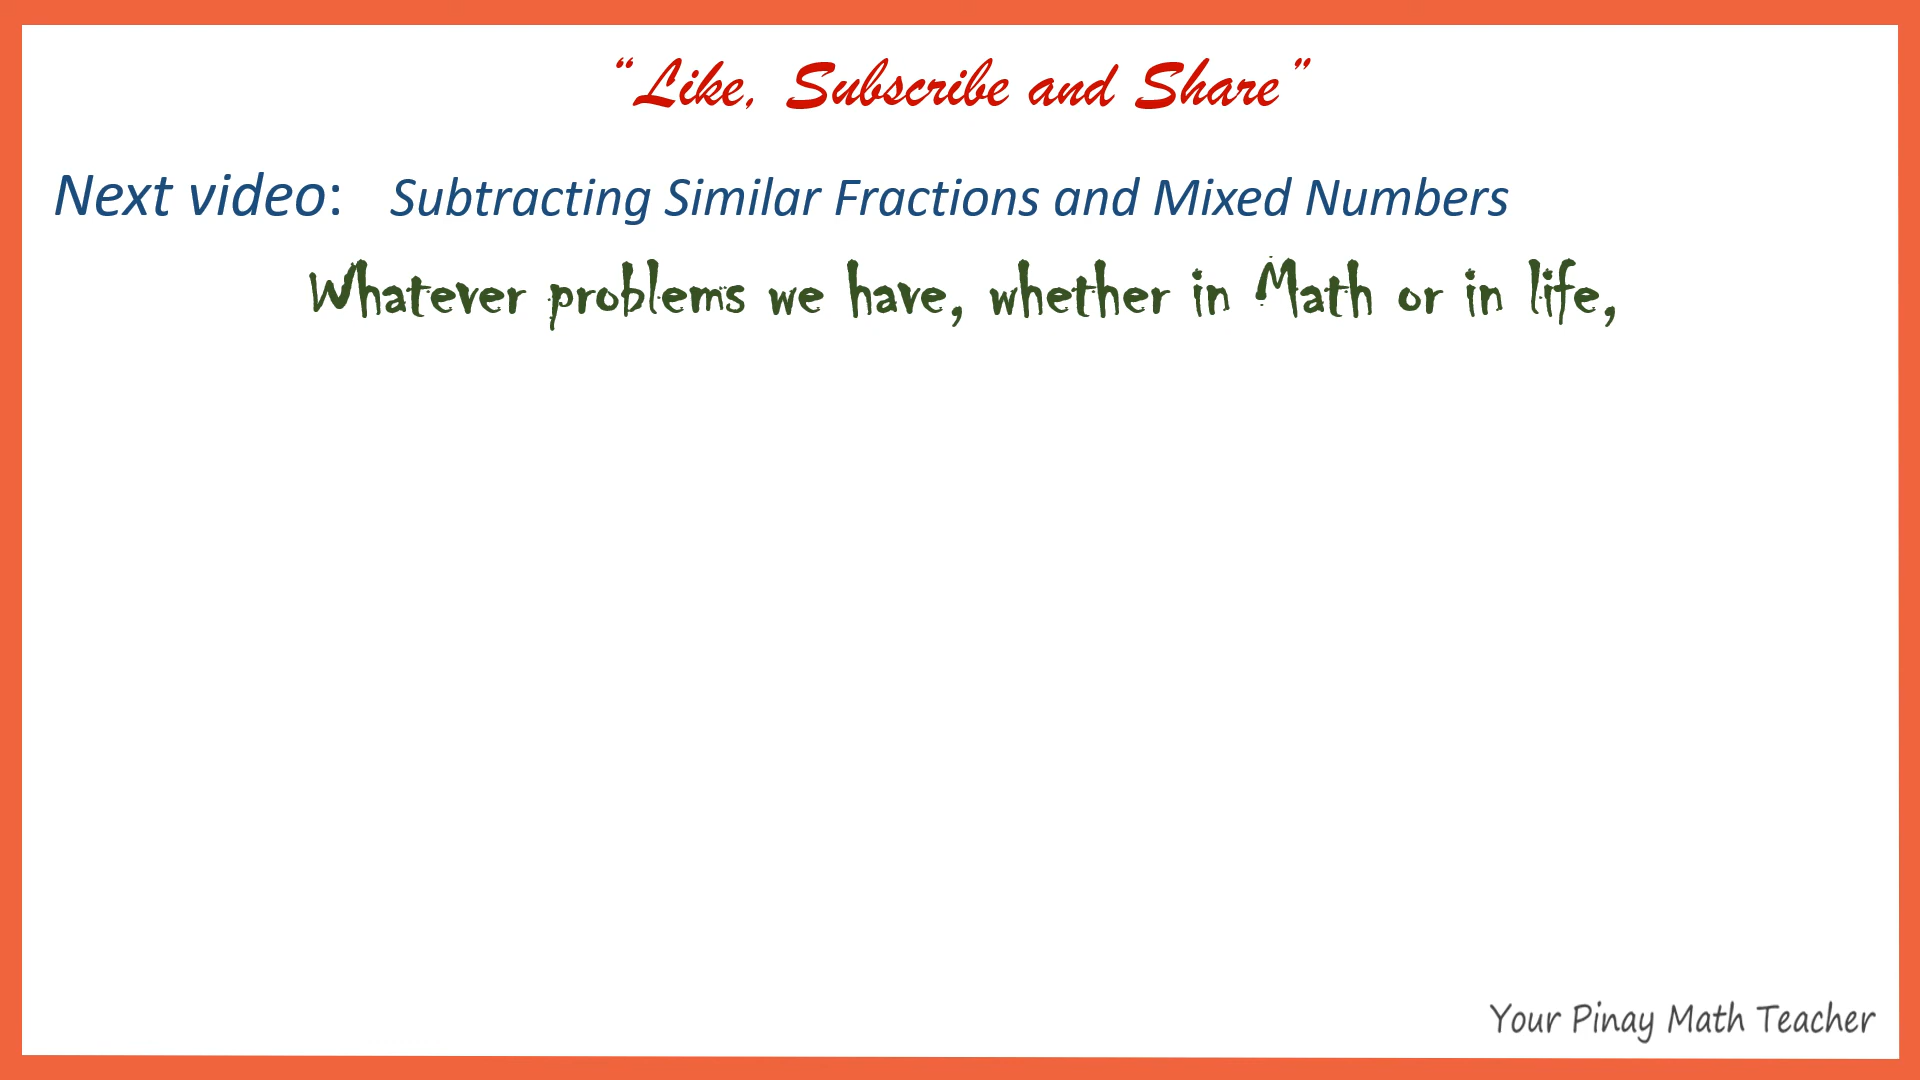 “Like, Subscribe and Share”
Next video: Subtracting Similar Fractions and Mixed Numbers
Whatever problems we have, whether in Math or in life,
Your Pinay Math Teacher